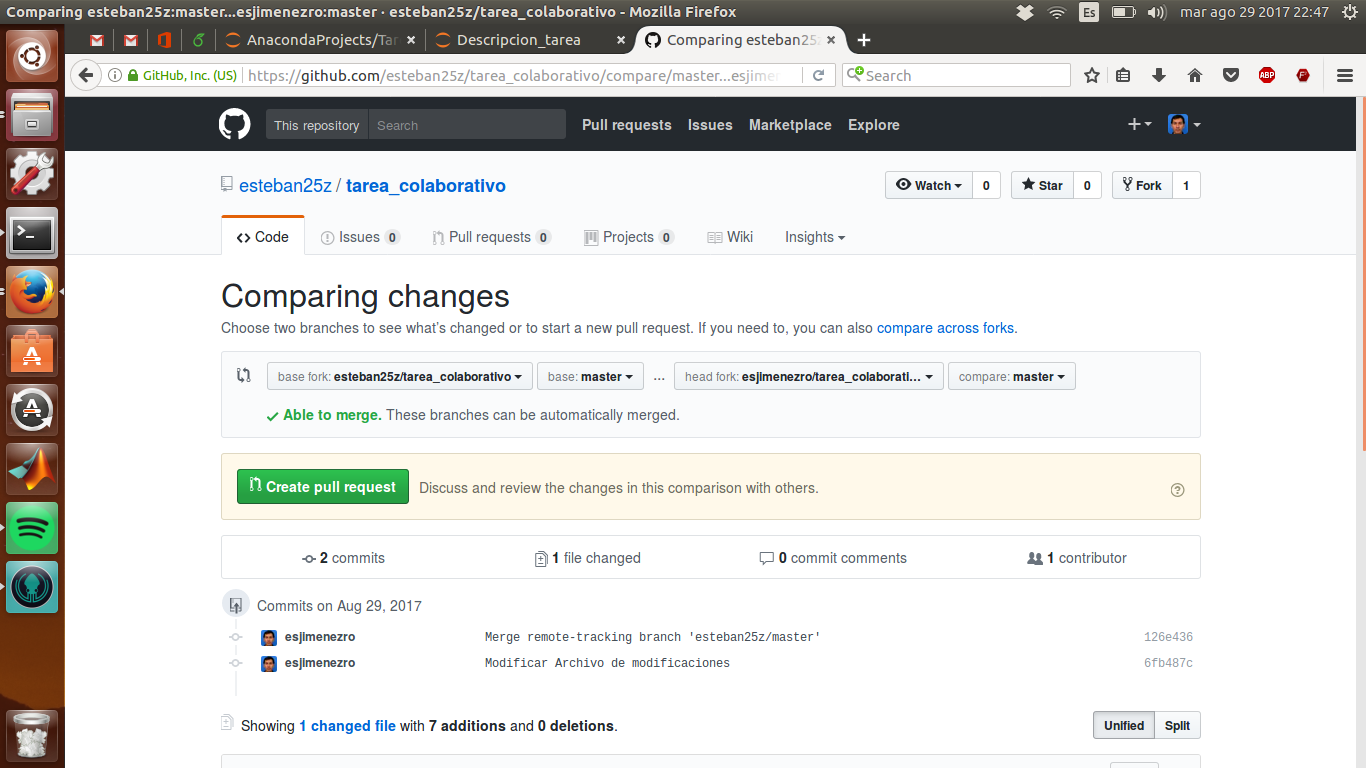 Comparing esteban25z:master...esjimenezro:master · esteban25z/tarea_colaborativo - Mozilla Firefox
Es
mar ago 29 2017 22:47
AnacondaProjects/Tar
Descripcion_tarea
Comparing esteban25
GitHub, Inc. (US)
https://github.com/esteban25z/tarea_colaborativo/compare/master...esjimen
Search
ABP
This repository
Search
Pull requests
Issues
Marketplace
Explore
esteban25z / tarea_colaborativo
Watch
0
Star
0
Fork
1
Code
Issues 0
Pull requests 0
Projects 0
Wiki
Insights
Comparing changes
Choose two branches to see what's changed or to start a new pull request. If you need to, you can also compare across forks.
base fork: esteban25z/tarea_colaborativo
base: master
...
head fork: esjimenezro/tarea_colaborati…
compare: master
Able to merge. These branches can be automatically merged.
Create pull request
Discuss and review the changes in this comparison with others.
2 commits
1 file changed
0 commit comments
1 contributor
Commits on Aug 29, 2017
esjimenezro Merge remote-tracking branch 'esteban25z/master' 126e436
esjimenezro Modificar Archivo de modificaciones 6fb487c
Showing 1 changed file with 7 additions and 0 deletions.
Unified
Split